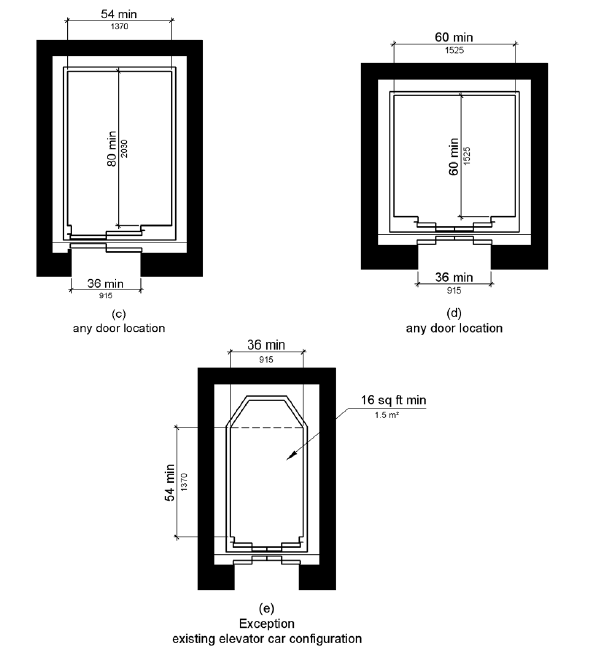 54 min
1370
80 min
2030
36 min
915
(c)
any door location
60 min
1525
60 min
1525
36 min
915
(d)
any door location
36 min
915
16 sq ft min
1.5 m²
54 min
1370
(e)
Exception
existing elevator car configuration